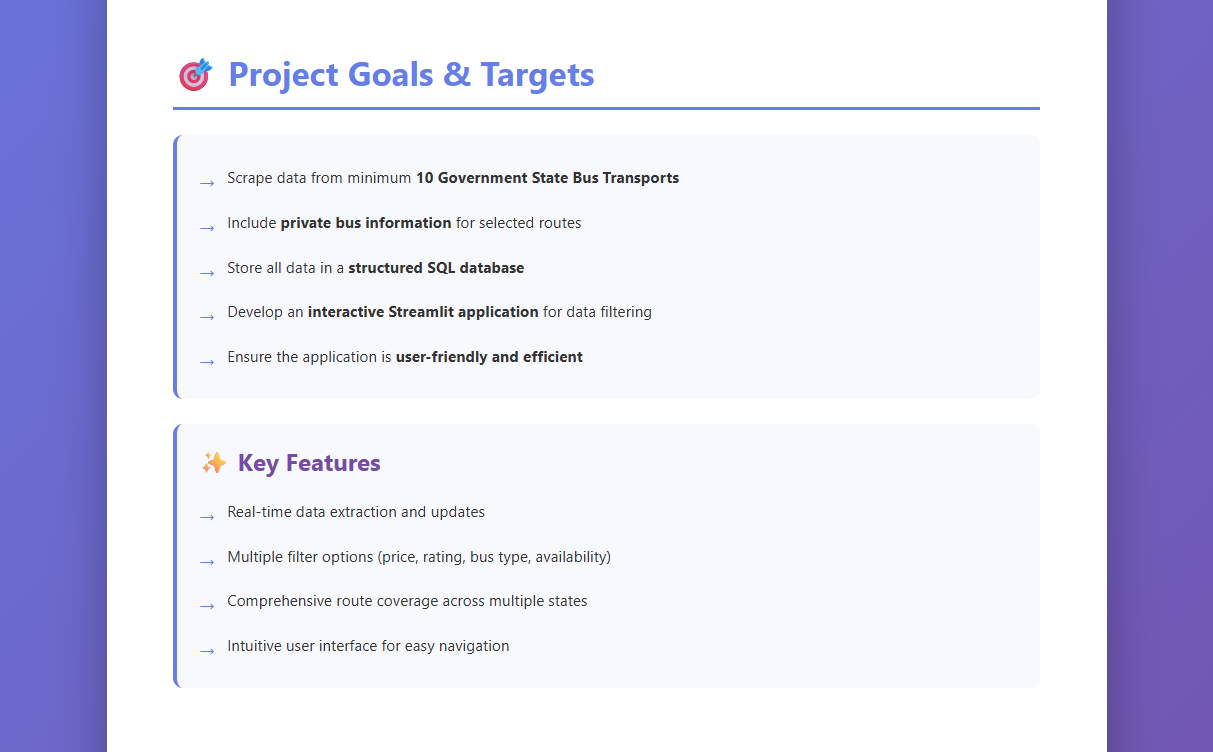 Project Goals & Targets
→ Scrape data from minimum 10 Government State Bus Transports
→ Include private bus information for selected routes
→ Store all data in a structured SQL database
→ Develop an interactive Streamlit application for data filtering
→ Ensure the application is user-friendly and efficient
Key Features
→ Real-time data extraction and updates
→ Multiple filter options (price, rating, bus type, availability)
→ Comprehensive route coverage across multiple states
→ Intuitive user interface for easy navigation